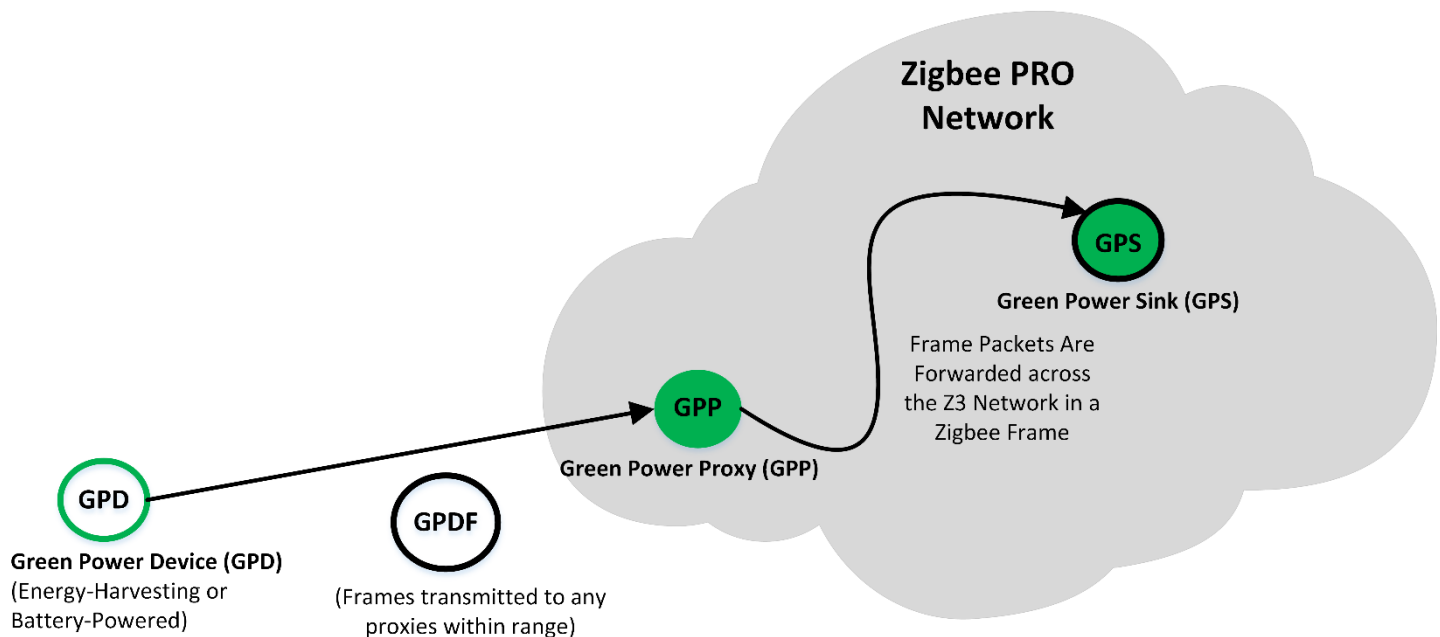 Zigbee PRO
Network
GPS
Green Power Sink (GPS)
Frame Packets Are
Forwarded across
the Z3 Network in a
Zigbee Frame
GPP
Green Power Proxy (GPP)
GPD
Green Power Device (GPD)
(Energy-Harvesting or
Battery-Powered)
GPDF
(Frames transmitted to any
proxies within range)